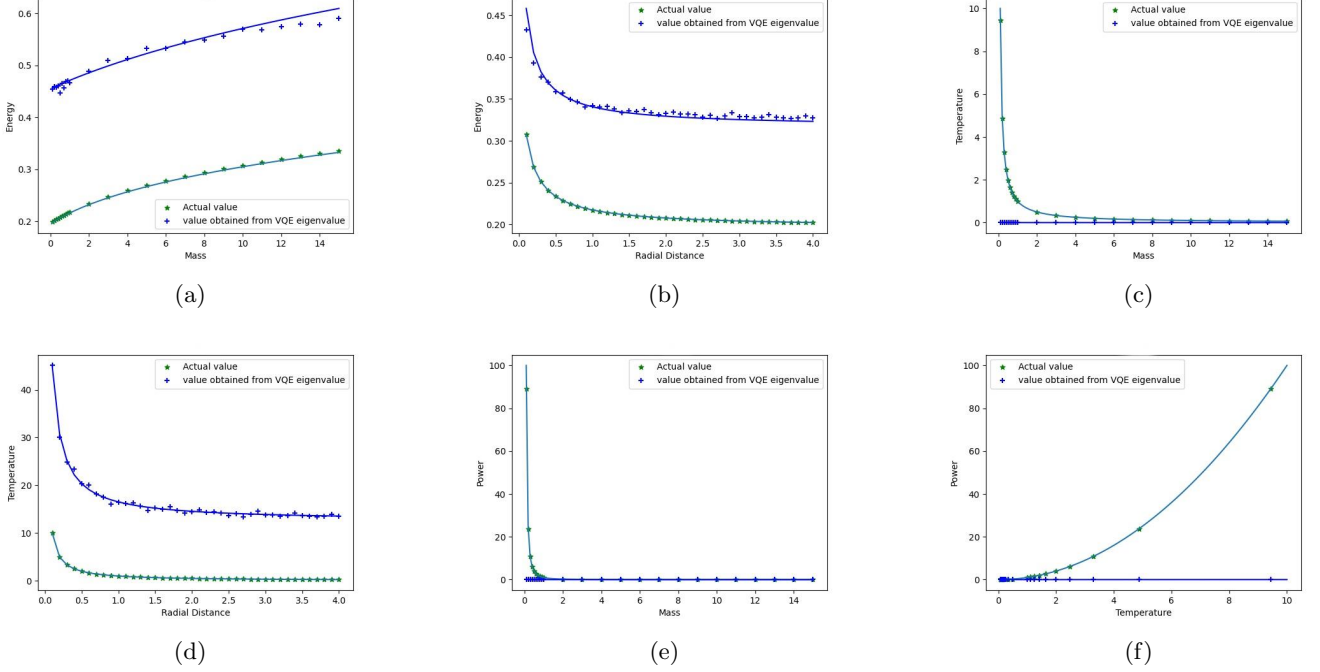 Energy
0.6
0.5
0.4
0.3
0.2
Actual value
value obtained from VQE eigenvalue
0 2 4 6 8 10 12 14
Mass
(a)
Actual value
value obtained from VQE eigenvalue
Energy
0.45
0.40
0.35
0.30
0.25
0.20
0.0 0.5 1.0 1.5 2.0 2.5 3.0 3.5 4.0
Radial Distance
(b)
Actual value
value obtained from VQE eigenvalue
Temperature
10
8
6
4
2
0
0 2 4 6 8 10 12 14
Mass
(c)
Actual value
value obtained from VQE eigenvalue
Temperature
40
30
20
10
0
0.0 0.5 1.0 1.5 2.0 2.5 3.0 3.5 4.0
Radial Distance
(d)
Actual value
value obtained from VQE eigenvalue
Power
100
80
60
40
20
0
0 2 4 6 8 10 12 14
Mass
(e)
Actual value
value obtained from VQE eigenvalue
Power
100
80
60
40
20
0
0 2 4 6 8 10
Temperature
(f)